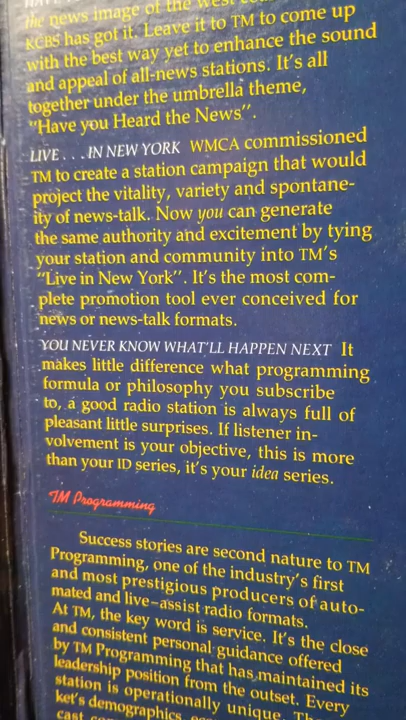 the news image of the West
KCBS has got it. Leave it to TM to come up
with the best way yet to enhance the sound
and appeal of all-news stations. It's all
together under the umbrella theme,
"Have you Heard the News".
LIVE . . . IN NEW YORK WMCA commissioned
TM to create a station campaign that would
project the vitality, variety and spontane-
ity of news-talk. Now you can generate
the same authority and excitement by tying
your station and community into TM's
"Live in New York". It's the most com-
plete promotion tool ever conceived for
news or news-talk formats.
YOU NEVER KNOW WHAT'LL HAPPEN NEXT It
makes little difference what programming
formula or philosophy you subscribe
to, a good radio station is always full of
pleasant little surprises. If listener in-
volvement is your objective, this is more
than your ID series, it's your idea series.
TM Programming
Success stories are second nature to TM
Programming, one of the industry's first
and most prestigious producers of auto-
mated and live-assist radio formats.
At TM, the key word is service. It's the close
and consistent personal guidance offered
by TM Programming that has maintained its
leadership position from the outset. Every
station is operationally unique.
ket's demographics,